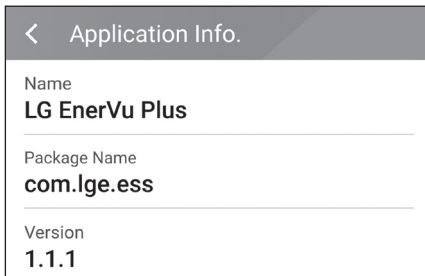 Application Info.
Name
LG EnerVu Plus
Package Name
com.lge.ess
Version
1.1.1